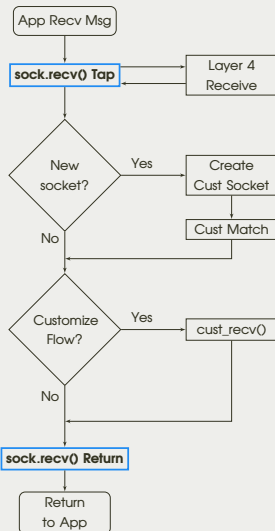 App Recv Msg
sock.recv() Tap
Layer 4
Receive
New
socket?
Yes
Create
Cust Socket
Cust Match
No
Customize
Flow?
Yes
cust_recv()
No
sock.recv() Return
Return
to App